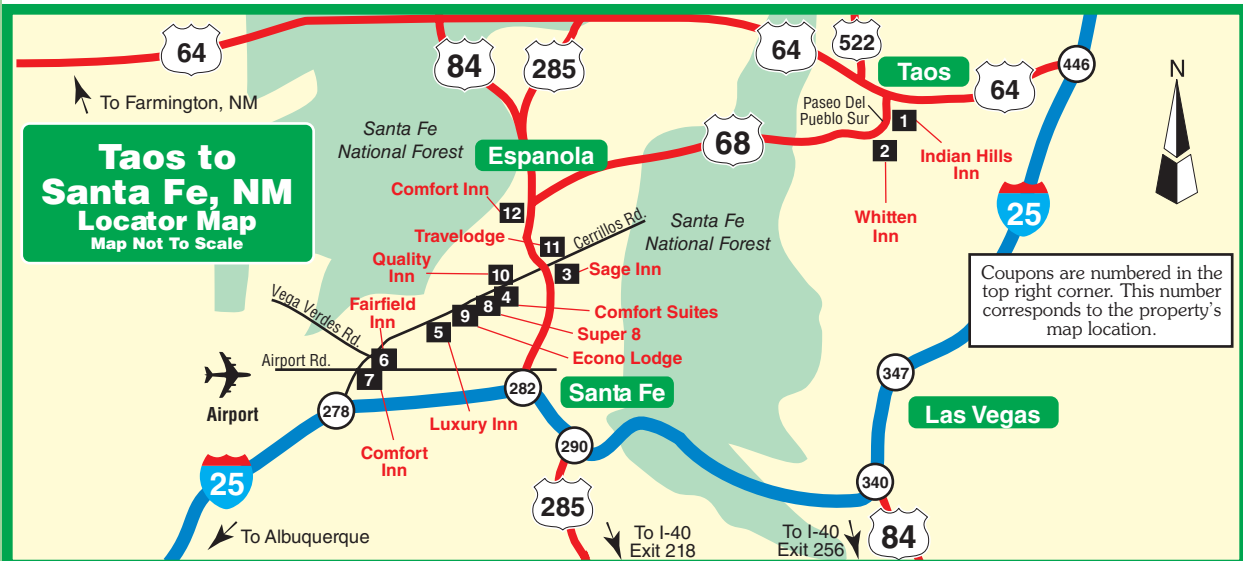 64
84
285
64
522
Taos
64
446
N
To Farmington, NM
Paseo Del
Pueblo Sur
1
Indian Hills
Inn
2
Whitten
Inn
68
Santa Fe
National Forest
Espanola
Taos to
Santa Fe, NM
Locator Map
Map Not To Scale
Comfort Inn
12
25
Travelodge
11
Cerrillos Rd.
Santa Fe
National Forest
Quality
Inn
10
3
Sage Inn
Coupons are numbered in the
top right corner. This number
corresponds to the property's
map location.
Vega Verdes Rd.
Fairfield
Inn
4
Comfort Suites
8
Super 8
9
Econo Lodge
5
Luxury Inn
6
Airport Rd.
7
Comfort
Inn
Airport
278
282
Santa Fe
347
Las Vegas
290
25
340
285
84
To Albuquerque
To I-40
Exit 218
To I-40
Exit 256